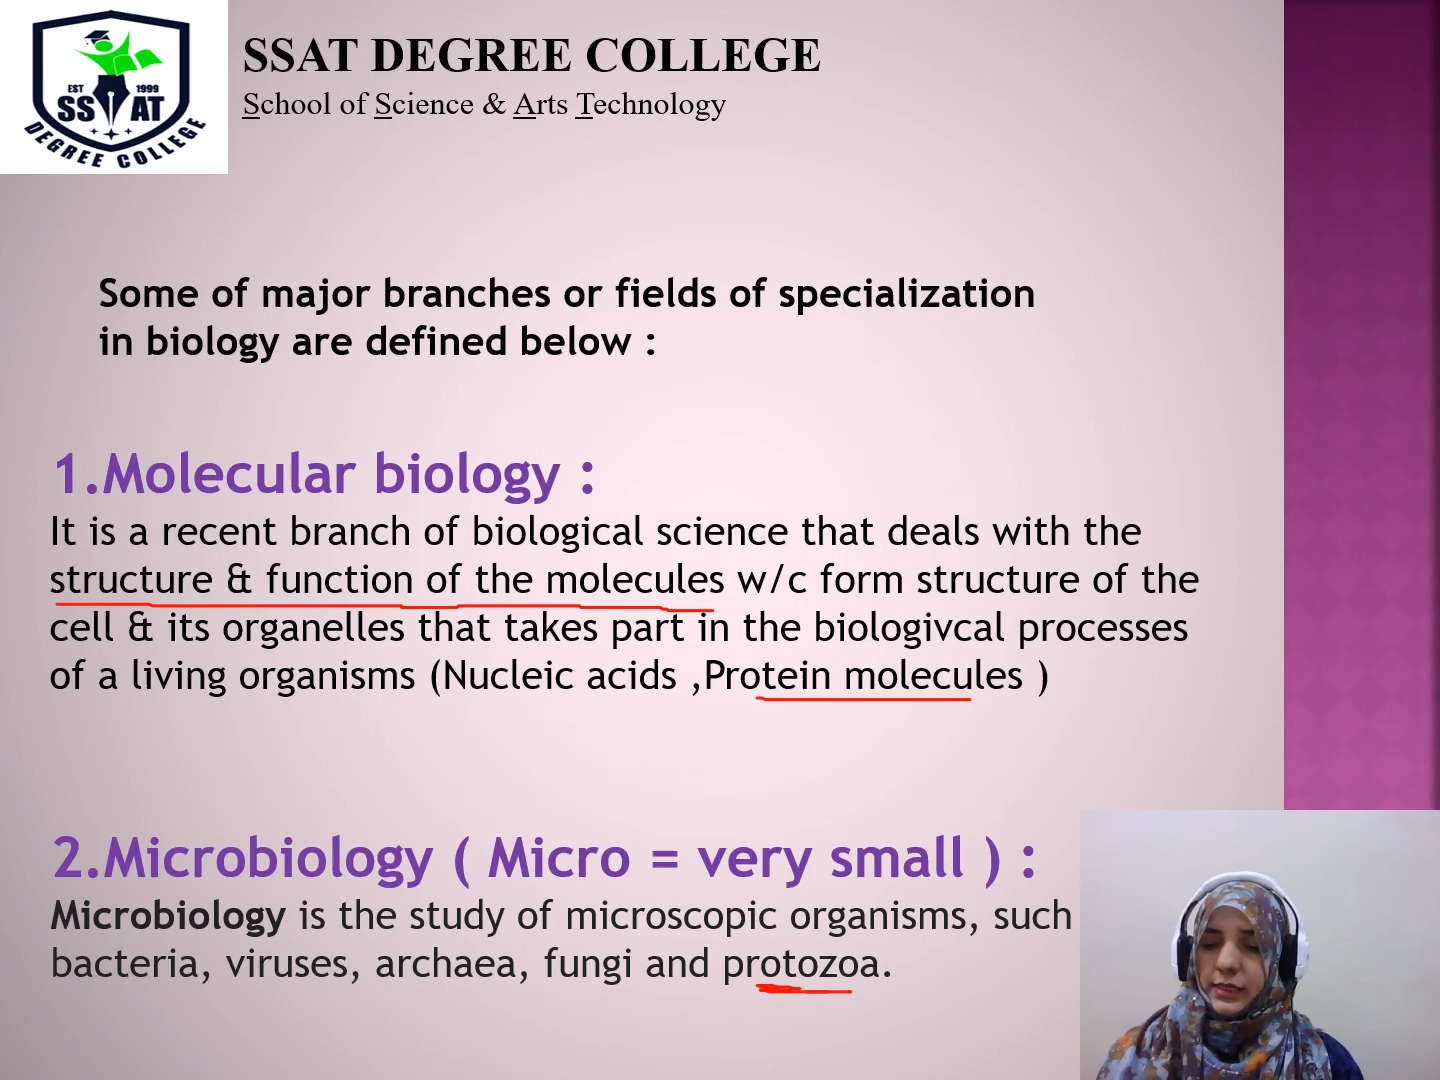 EST 1999
SS AT
DEGREE COLLEGE
SSAT DEGREE COLLEGE
School of Science & Arts Technology
Some of major branches or fields of specialization
in biology are defined below :
1.Molecular biology :
It is a recent branch of biological science that deals with the
structure & function of the molecules w/c form structure of the
cell & its organelles that takes part in the biologivcal processes
of a living organisms (Nucleic acids ,Protein molecules )
2.Microbiology ( Micro = very small ) :
Microbiology is the study of microscopic organisms, such
bacteria, viruses, archaea, fungi and protozoa.